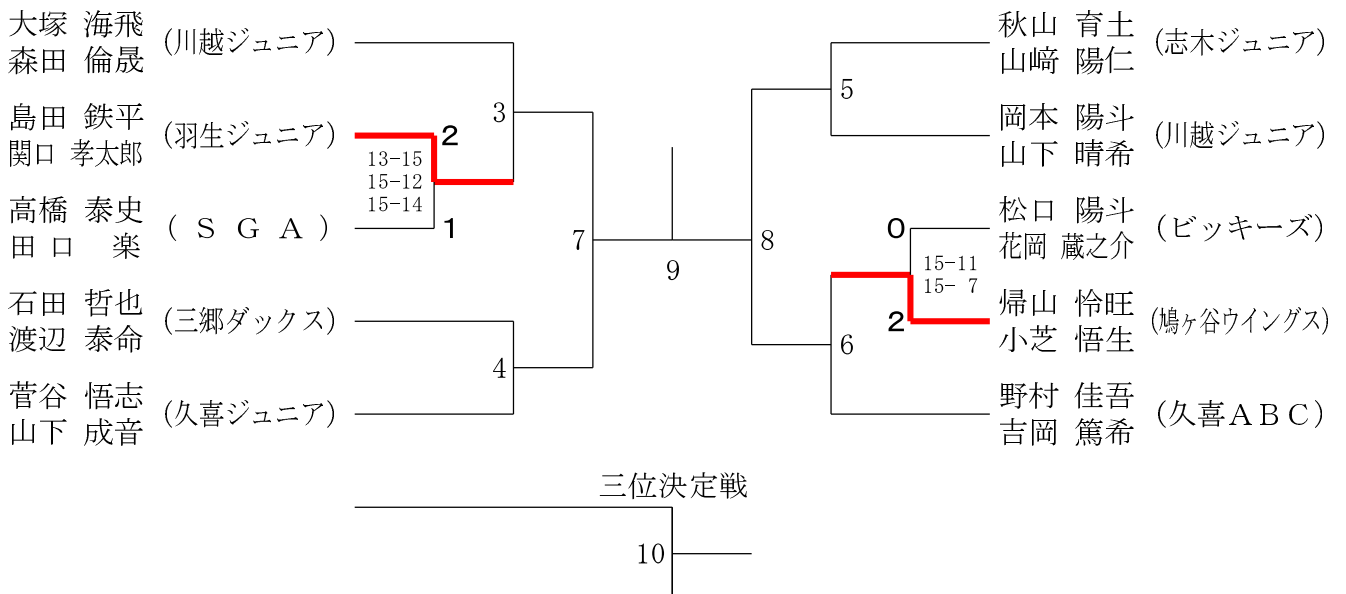 大塚 海飛
森田 倫晟
(川越ジュニア)
島田 鉄平
関口 孝太郎
(羽生ジュニア)
高橋 泰史
田口 楽
(SGA)
石田 哲也
渡辺 泰命
(三郷ダックス)
菅谷 悟志
山下 成音
(久喜ジュニア)
2
13-15
15-12
15-14
1
3
4
7
9
8
5
6
0
15-11
15- 7
2
秋山 育土
山﨑 陽仁
(志木ジュニア)
岡本 陽斗
山下 晴希
(川越ジュニア)
松口 陽斗
花岡 蔵之介
(ビッキーズ)
帰山 怜旺
小芝 悟生
(鳩ヶ谷ウイングス)
野村 佳吾
吉岡 篤希
(久喜ABC)
三位決定戦
10